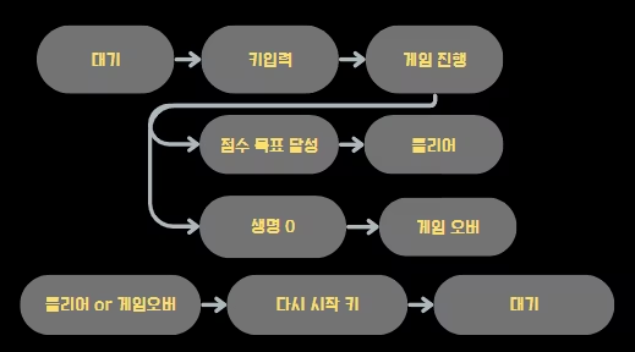 대기
키입력
게임 진행
점수 목표 달성
클리어
생명 0
게임 오버
클리어 or 게임오버
다시 시작 키
대기